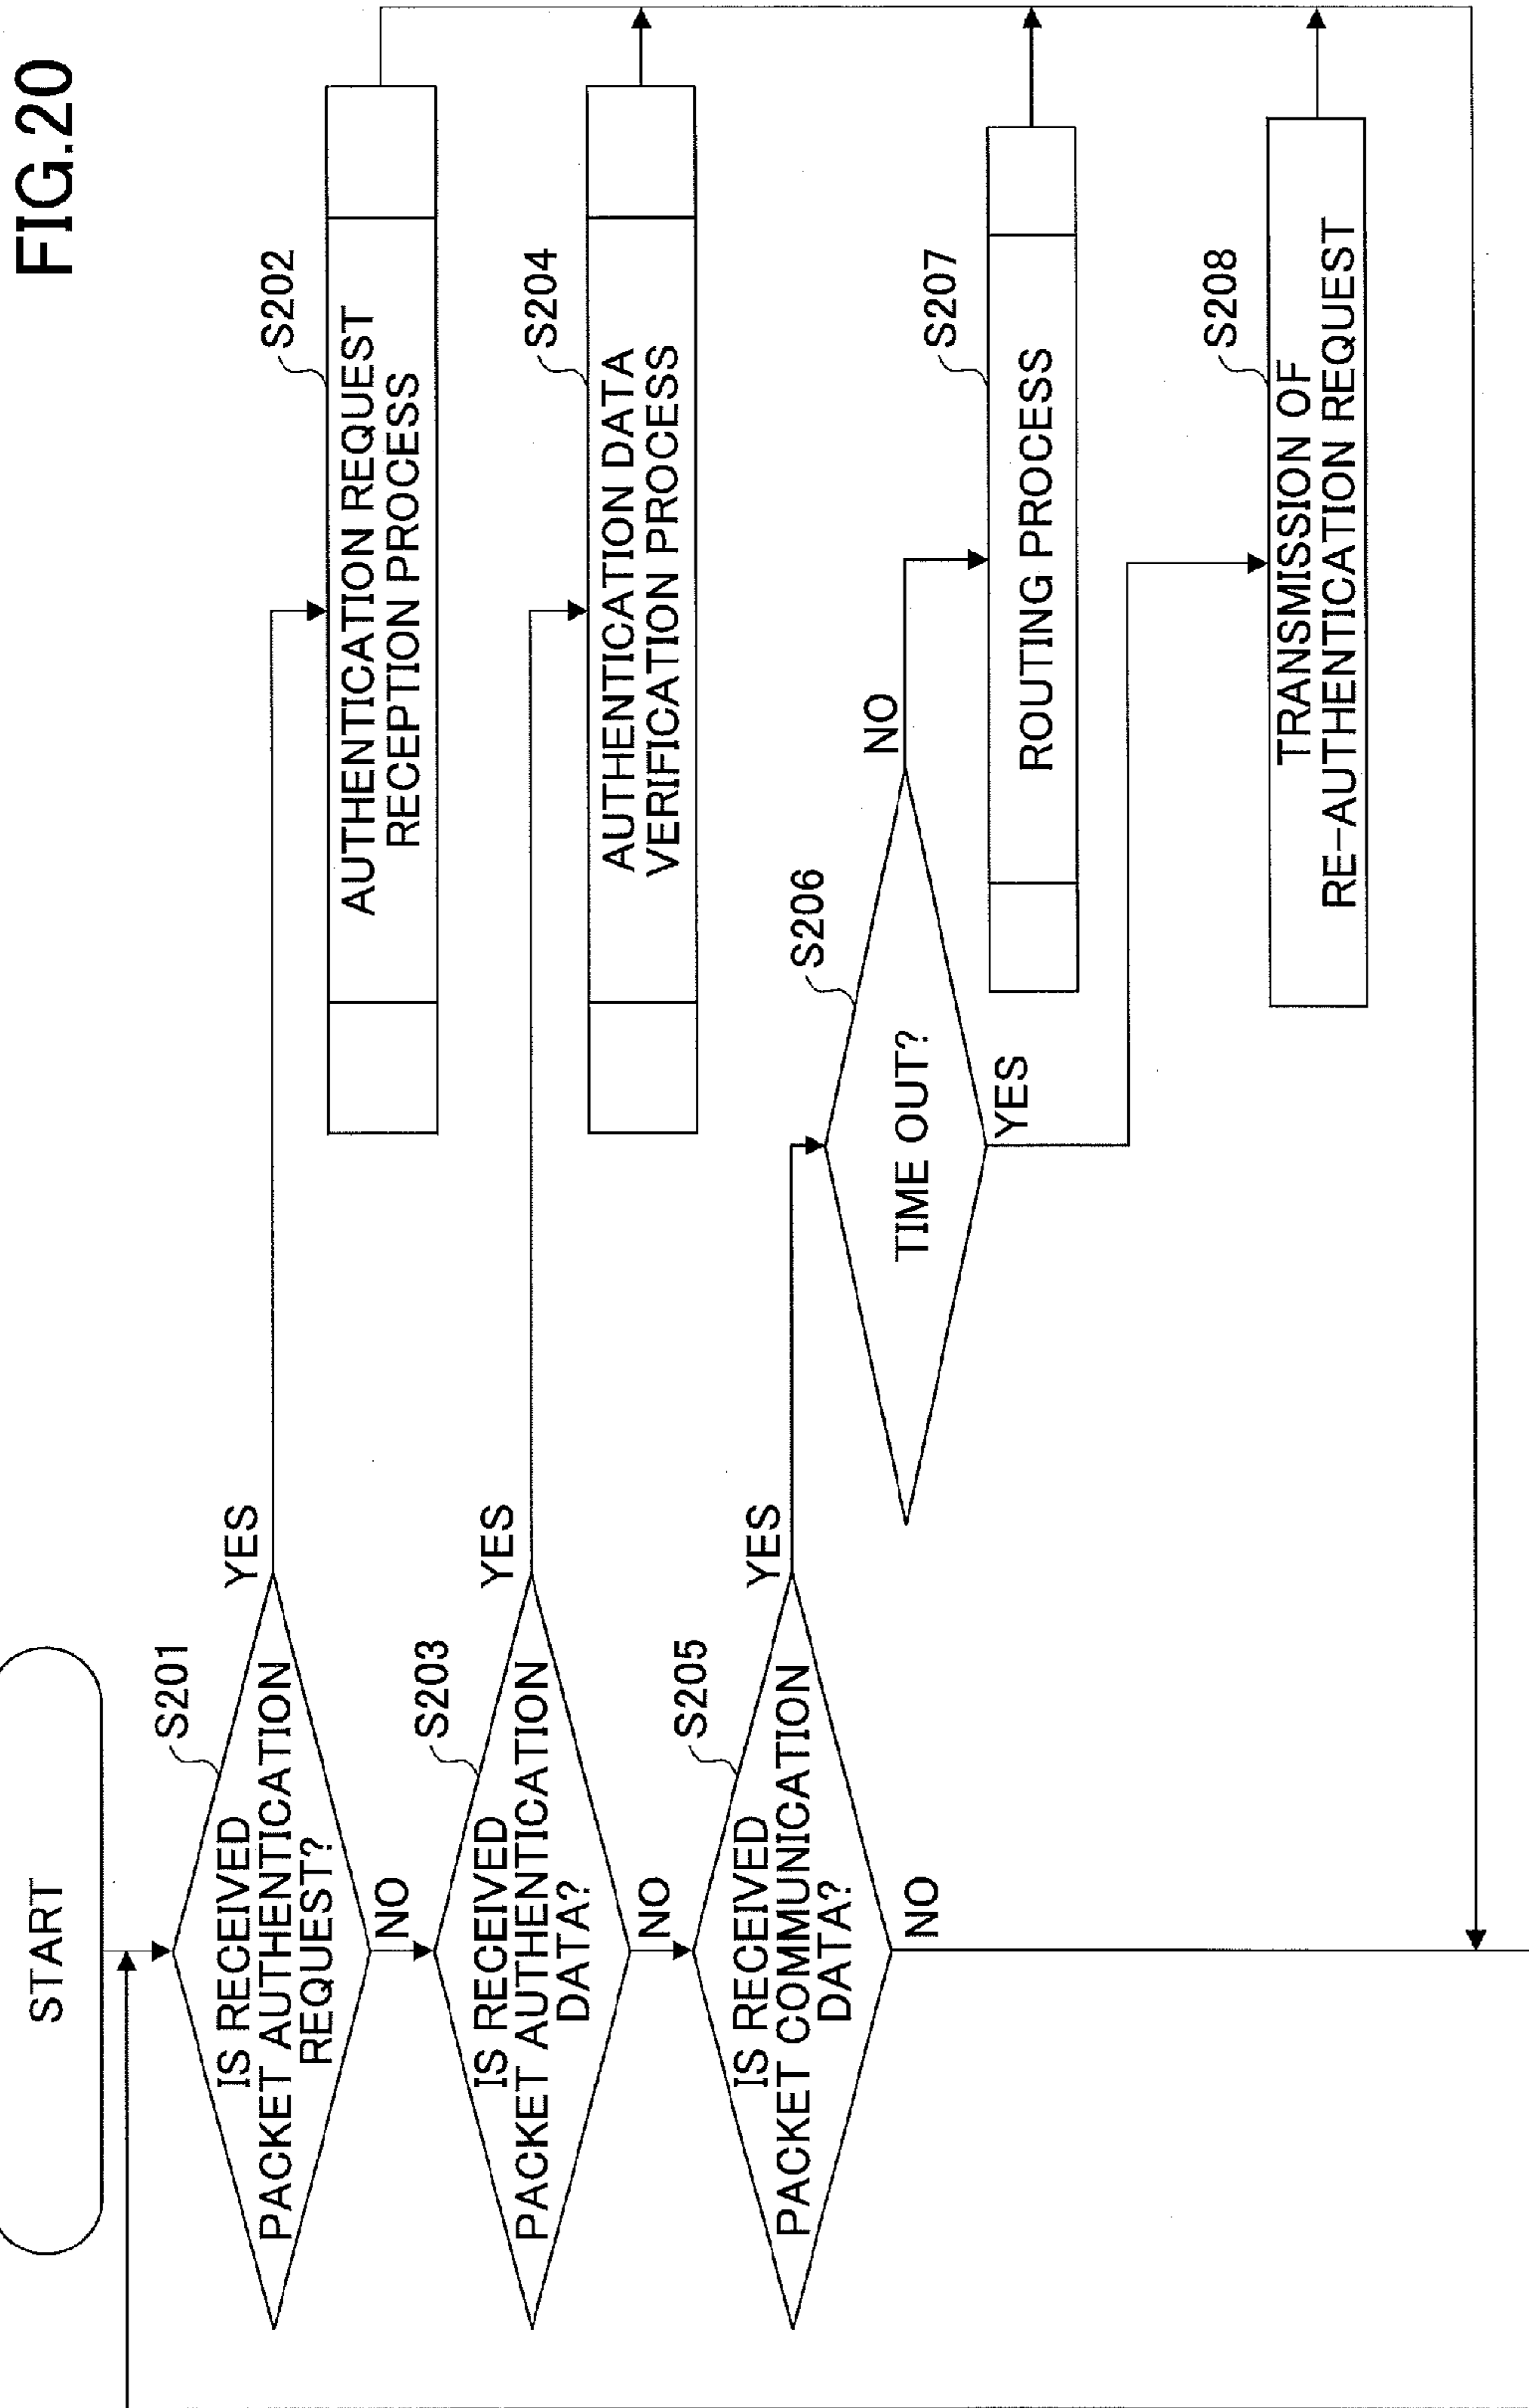 FIG.20
START
S201
IS RECEIVED
PACKET AUTHENTICATION
REQUEST?
YES
NO
S202
AUTHENTICATION REQUEST
RECEPTION PROCESS
S203
IS RECEIVED
PACKET AUTHENTICATION
DATA?
YES
NO
S204
AUTHENTICATION DATA
VERIFICATION PROCESS
S205
IS RECEIVED
PACKET COMMUNICATION
DATA?
YES
NO
S206
TIME OUT?
NO
YES
S207
ROUTING PROCESS
S208
TRANSMISSION OF
RE-AUTHENTICATION REQUEST